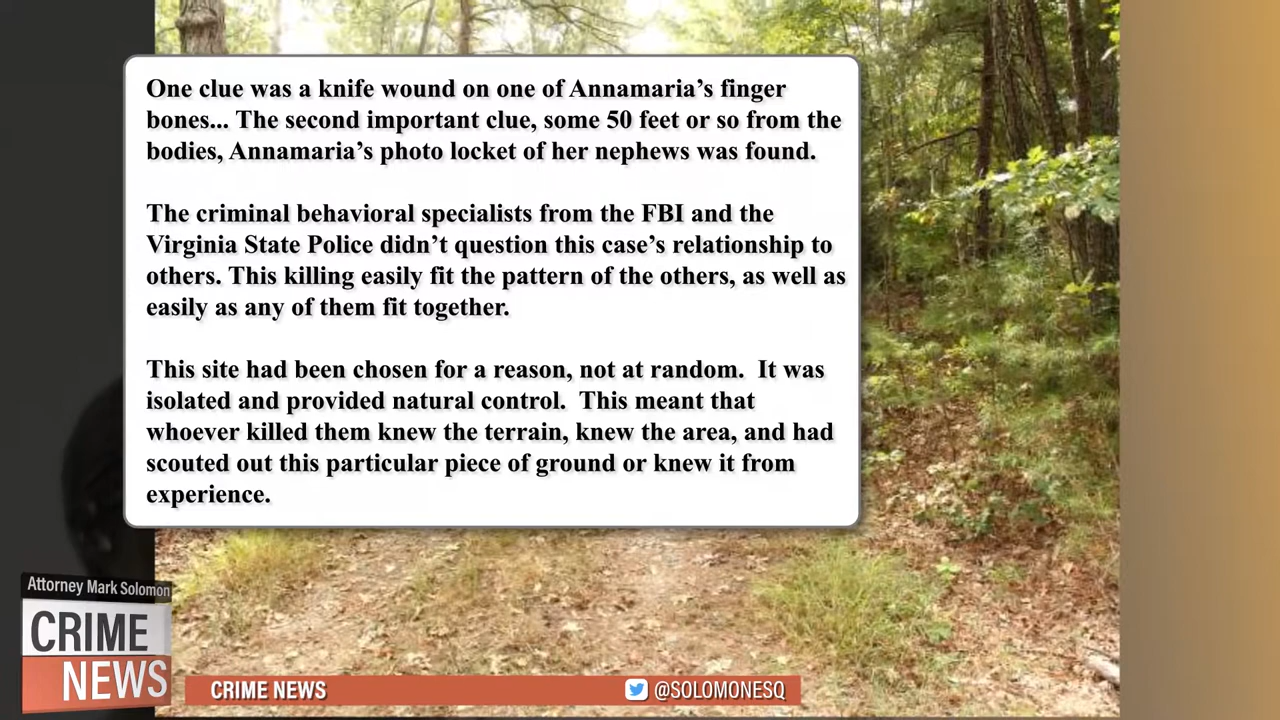 One clue was a knife wound on one of Annamaria’s finger
bones... The second important clue, some 50 feet or so from the
bodies, Annamaria’s photo locket of her nephews was found.
The criminal behavioral specialists from the FBI and the
Virginia State Police didn’t question this case’s relationship to
others. This killing easily fit the pattern of the others, as well as
easily as any of them fit together.
This site had been chosen for a reason, not at random.  It was
isolated and provided natural control.  This meant that
whoever killed them knew the terrain, knew the area, and had
scouted out this particular piece of ground or knew it from
experience.
Attorney Mark Solomon
CRIME
NEWS
CRIME NEWS
@SOLOMONESQ